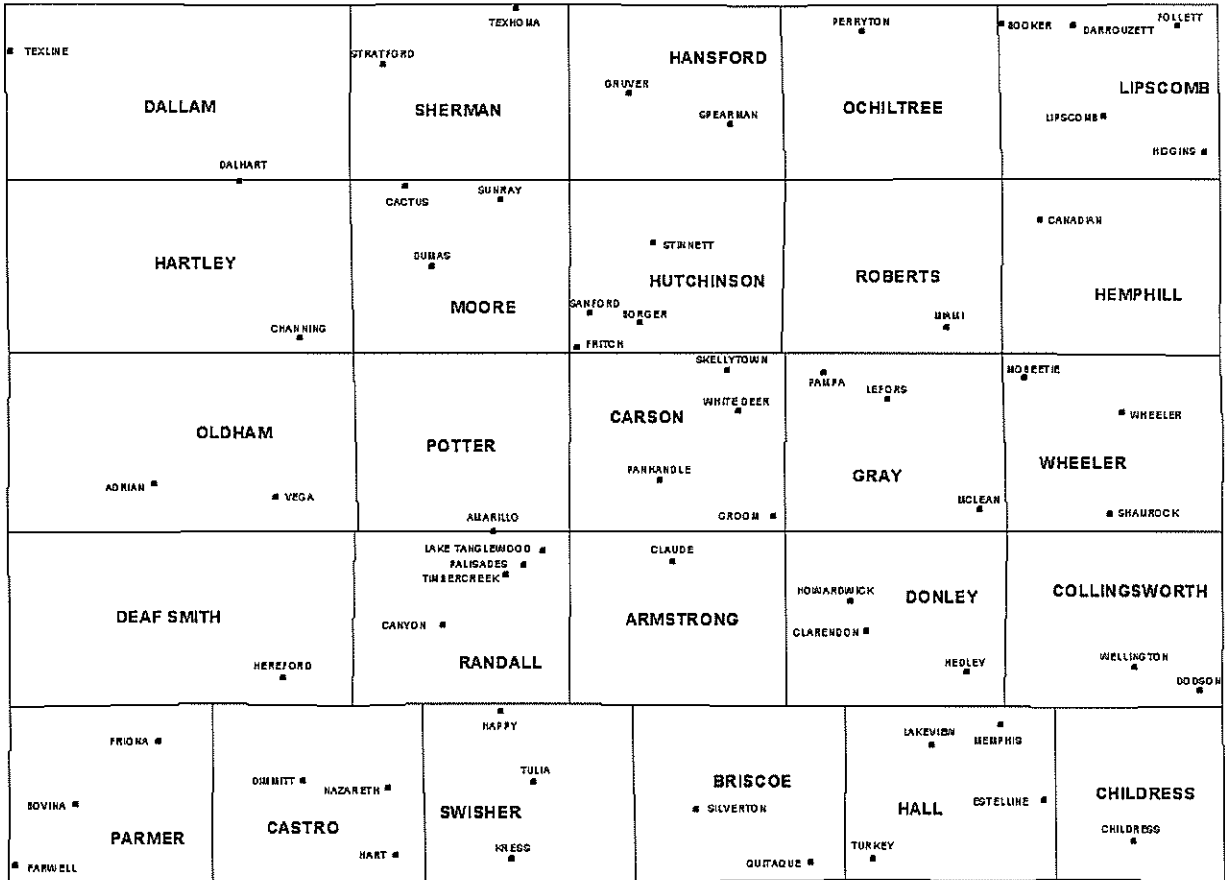 TEXHOMA
PERRYTON
BOOKER
DARROUZETT
FOLLETT
TEXLINE
STRATFORD
HANSFORD
GRUVER
LIPSCOMB
DALLAM
SHERMAN
SPEARMAN
OCHILTREE
LIPSCOMB
HIGGINS
DALHART
CACTUS
SUNRAY
CANADIAN
HARTLEY
DUMAS
STINNETT
HUTCHINSON
ROBERTS
HEMPHILL
MOORE
SANFORD
BORGER
MIAMI
CHANNING
FRITCH
SKELLYTOWN
PAMPA
LEFORS
MOBEETIE
WHITE DEER
CARSON
WHEELER
OLDHAM
POTTER
PANHANDLE
GRAY
WHEELER
ADRIAN
VEGA
MCLEAN
AMARILLO
GROOM
SHAMROCK
LAKE TANGLEWOOD
PALISADES
TIMBERCREEK
CLAUDE
HOWARDWICK
DONLEY
COLLINGSWORTH
DEAF SMITH
CANYON
ARMSTRONG
CLARENDON
HEREFORD
RANDALL
HEDLEY
WELLINGTON
DODSON
HAPPY
LAKEVIEW
MEMPHIS
FRIONA
DIMMITT
NAZARETH
TULIA
BRISCOE
BOVINA
SWISHER
SILVERTON
HALL
ESTELLINE
CHILDRESS
PARMER
CASTRO
CHILDRESS
FARWELL
HART
KRESS
QUITAQUE
TURKEY